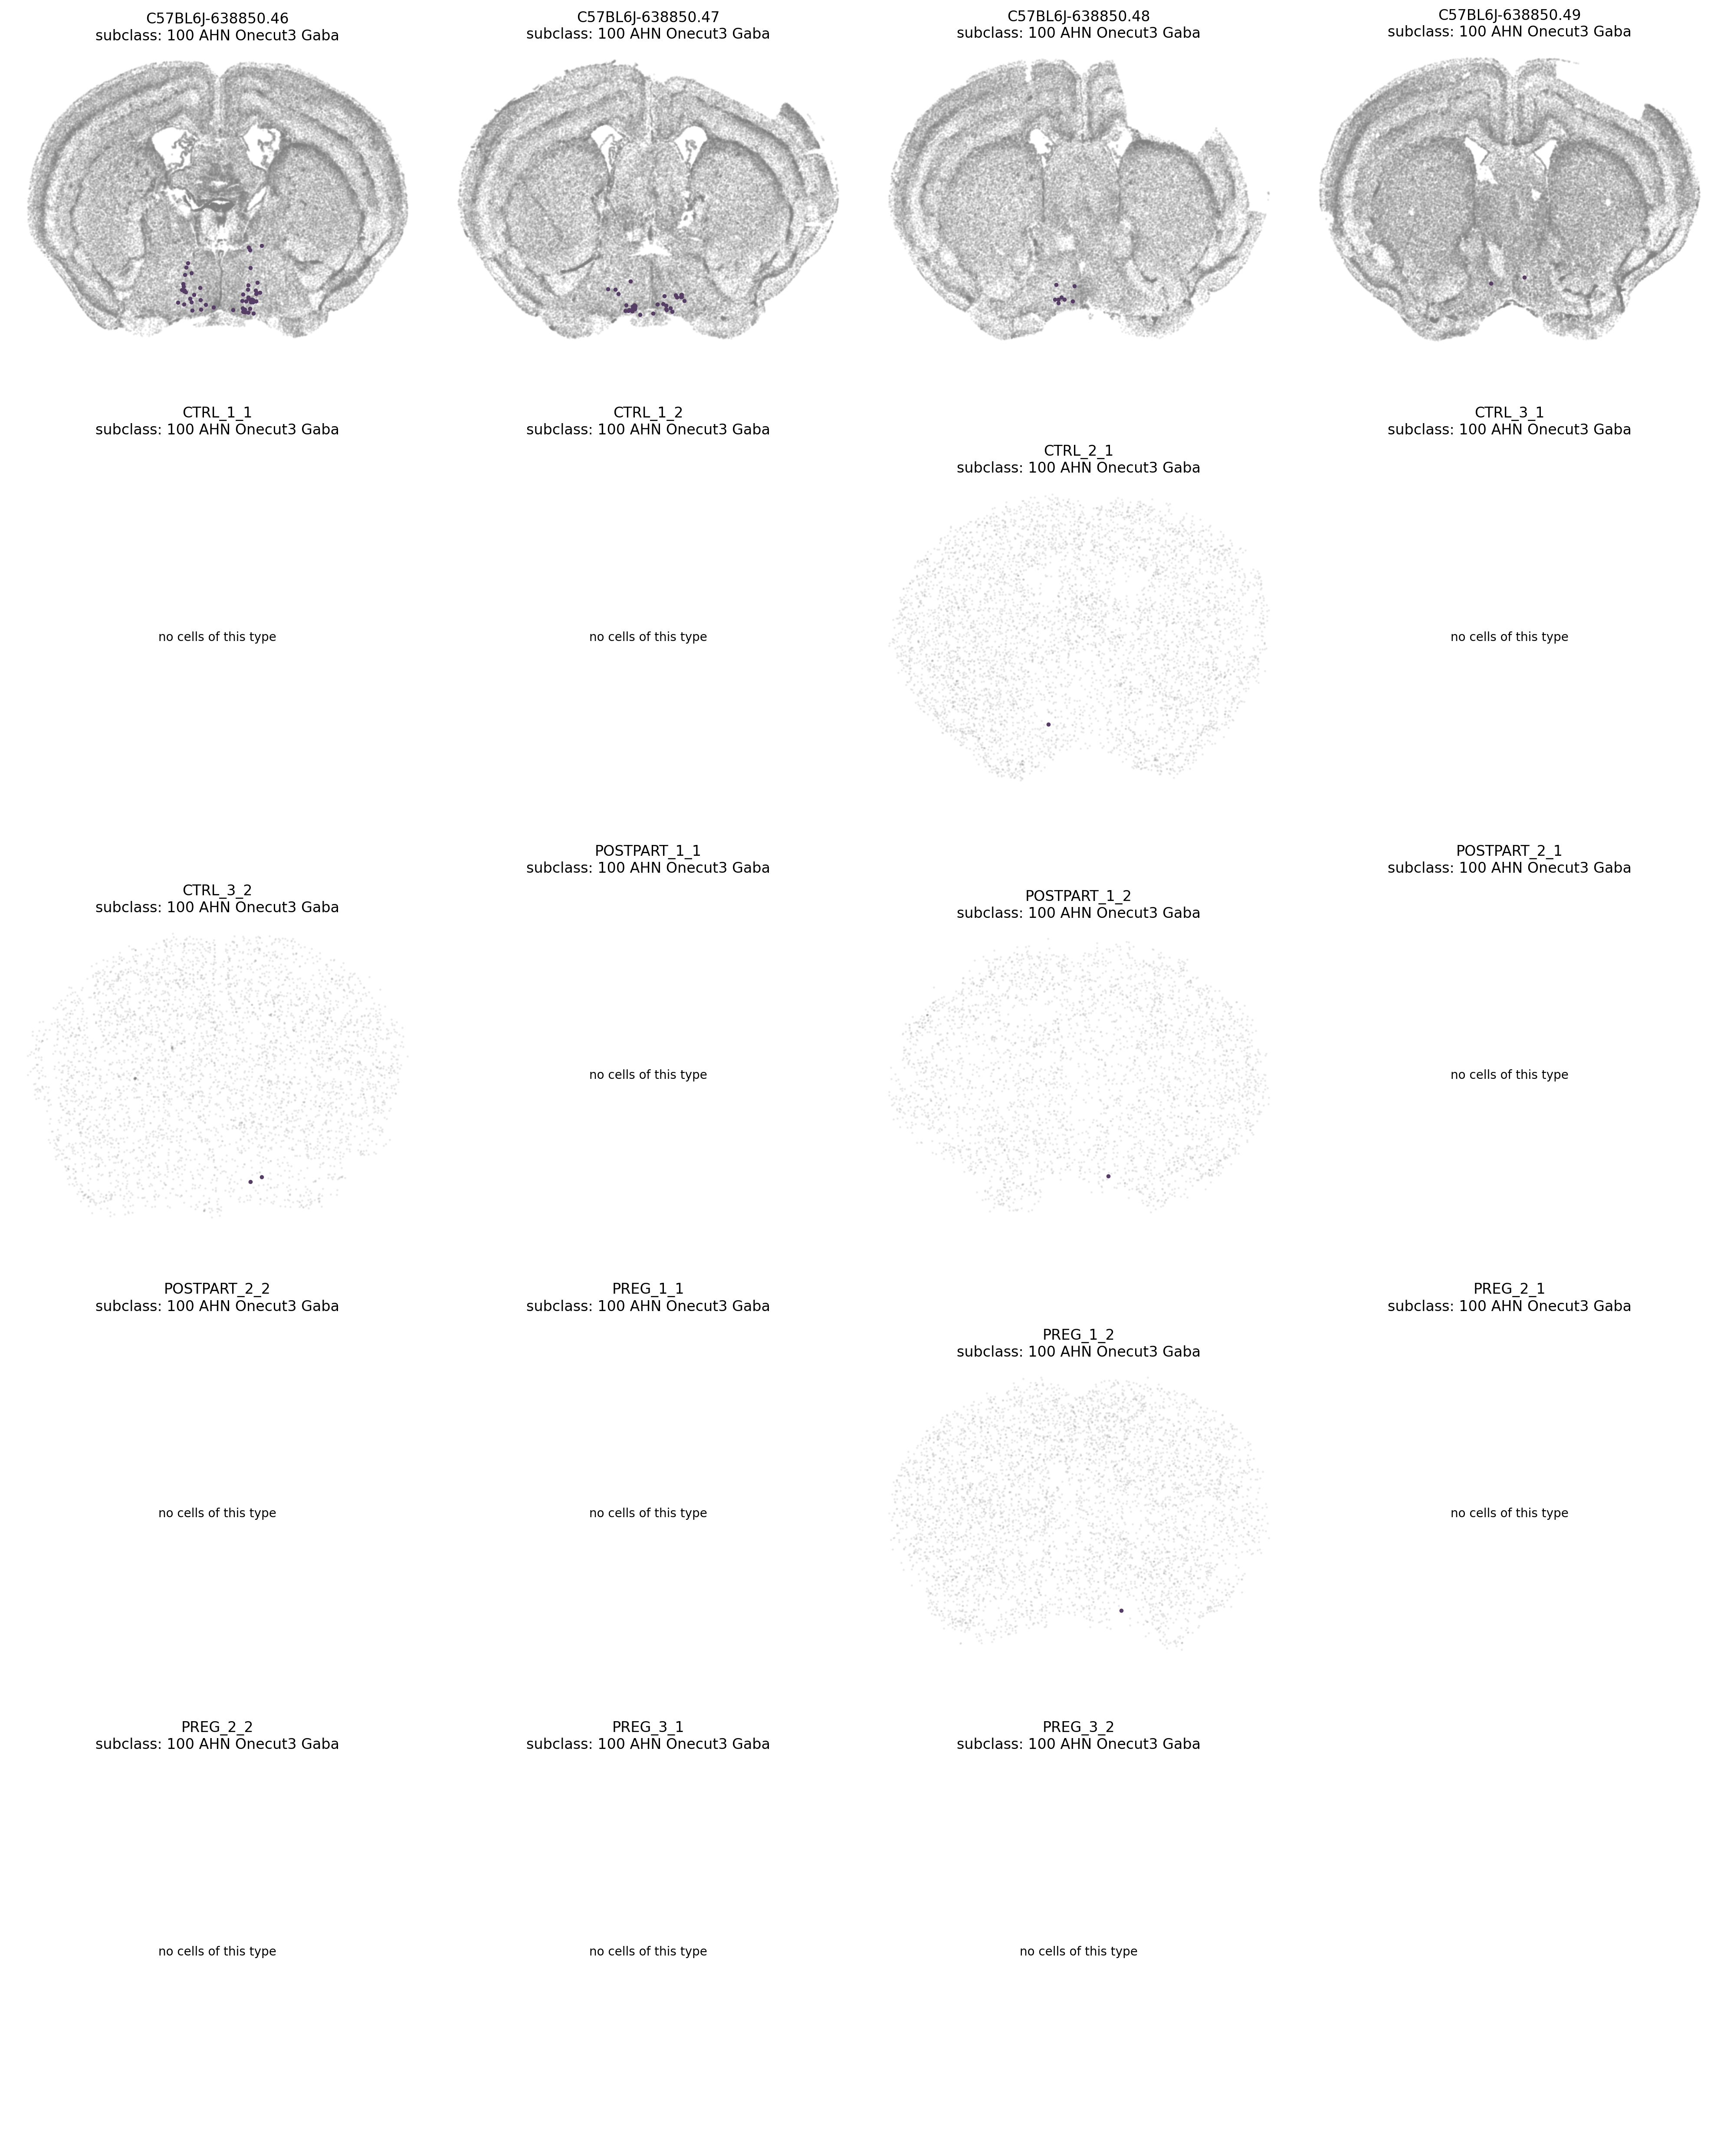 C57BL6J-638850.46
subclass: 100 AHN Onecut3 Gaba
C57BL6J-638850.47
subclass: 100 AHN Onecut3 Gaba
C57BL6J-638850.48
subclass: 100 AHN Onecut3 Gaba
C57BL6J-638850.49
subclass: 100 AHN Onecut3 Gaba
CTRL_1_1
subclass: 100 AHN Onecut3 Gaba
no cells of this type
CTRL_1_2
subclass: 100 AHN Onecut3 Gaba
no cells of this type
CTRL_2_1
subclass: 100 AHN Onecut3 Gaba
CTRL_3_1
subclass: 100 AHN Onecut3 Gaba
no cells of this type
CTRL_3_2
subclass: 100 AHN Onecut3 Gaba
POSTPART_1_1
subclass: 100 AHN Onecut3 Gaba
no cells of this type
POSTPART_1_2
subclass: 100 AHN Onecut3 Gaba
POSTPART_2_1
subclass: 100 AHN Onecut3 Gaba
no cells of this type
POSTPART_2_2
subclass: 100 AHN Onecut3 Gaba
no cells of this type
PREG_1_1
subclass: 100 AHN Onecut3 Gaba
no cells of this type
PREG_1_2
subclass: 100 AHN Onecut3 Gaba
PREG_2_1
subclass: 100 AHN Onecut3 Gaba
no cells of this type
PREG_2_2
subclass: 100 AHN Onecut3 Gaba
no cells of this type
PREG_3_1
subclass: 100 AHN Onecut3 Gaba
no cells of this type
PREG_3_2
subclass: 100 AHN Onecut3 Gaba
no cells of this type